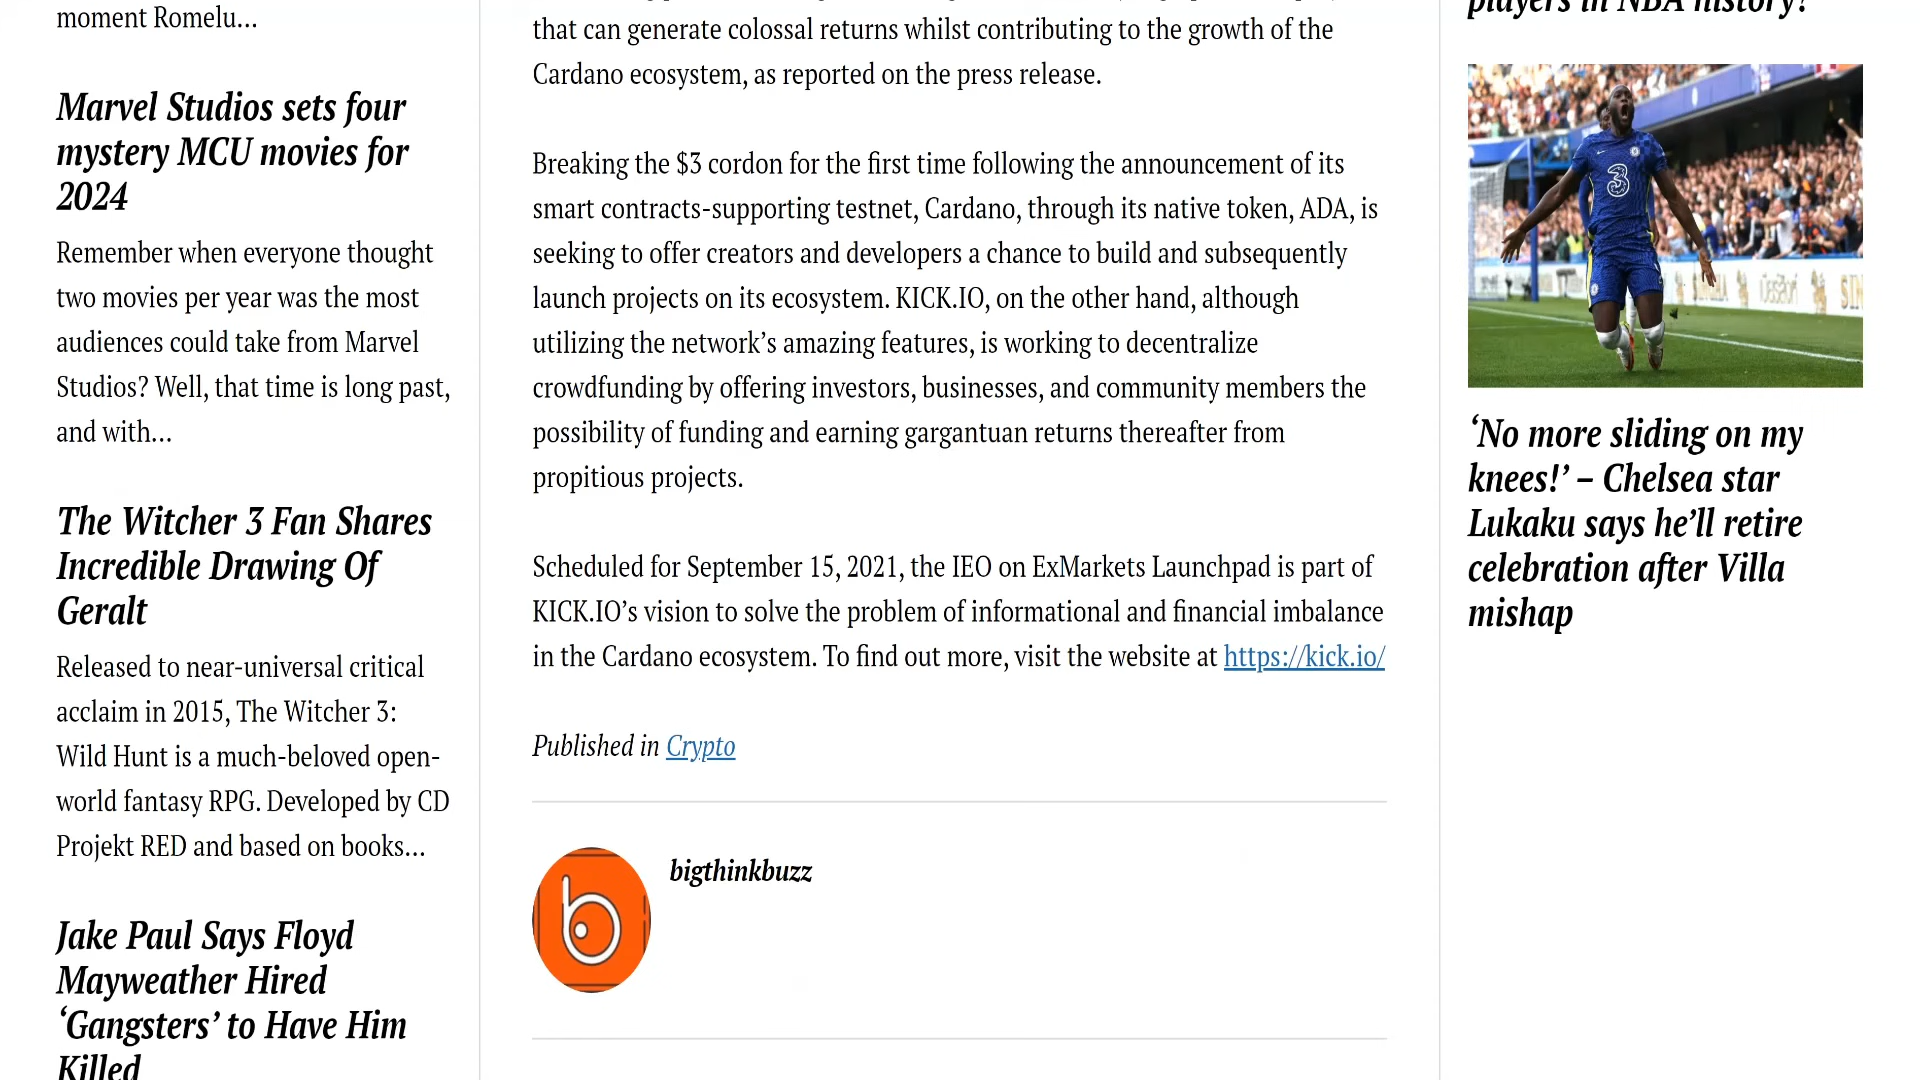 moment Romelu…
Marvel Studios sets four
mystery MCU movies for
2024
Remember when everyone thought
two movies per year was the most
audiences could take from Marvel
Studios? Well, that time is long past,
and with…
The Witcher 3 Fan Shares
Incredible Drawing Of
Geralt
Released to near-universal critical
acclaim in 2015, The Witcher 3:
Wild Hunt is a much-beloved open-
world fantasy RPG. Developed by CD
Projekt RED and based on books…
Jake Paul Says Floyd
Mayweather Hired
‘Gangsters’ to Have Him
Killed
that can generate colossal returns whilst contributing to the growth of the
Cardano ecosystem, as reported on the press release.
Breaking the $3 cordon for the first time following the announcement of its
smart contracts-supporting testnet, Cardano, through its native token, ADA, is
seeking to offer creators and developers a chance to build and subsequently
launch projects on its ecosystem. KICK.IO, on the other hand, although
utilizing the network’s amazing features, is working to decentralize
crowdfunding by offering investors, businesses, and community members the
possibility of funding and earning gargantuan returns thereafter from
propitious projects.
Scheduled for September 15, 2021, the IEO on ExMarkets Launchpad is part of
KICK.IO’s vision to solve the problem of informational and financial imbalance
in the Cardano ecosystem. To find out more, visit the website at https://kick.io/
Published in Crypto
b
bigthinkbuzz
players in NBA history?
3
‘No more sliding on my
knees!’ – Chelsea star
Lukaku says he’ll retire
celebration after Villa
mishap